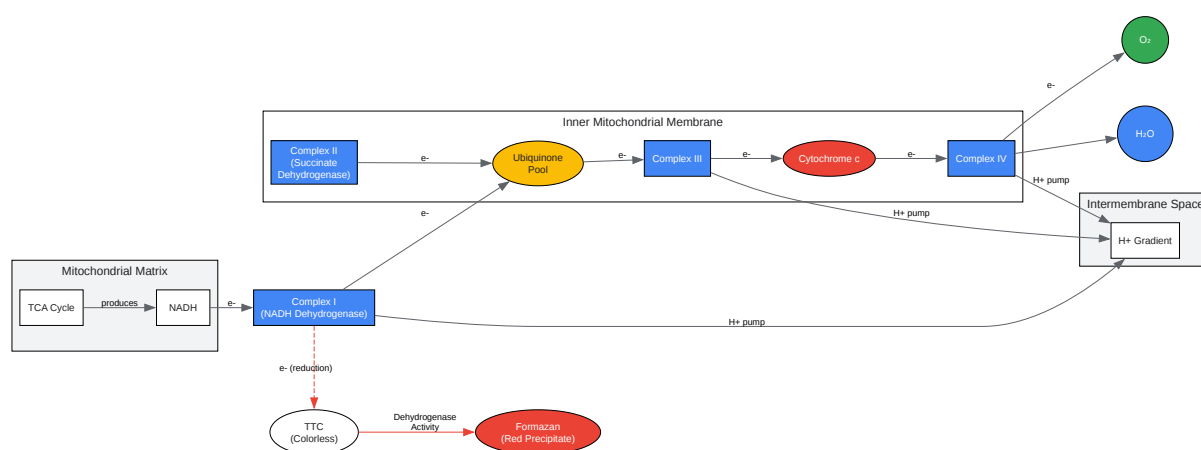 O₂
e-
Inner Mitochondrial Membrane
Complex II
(Succinate
Dehydrogenase)
e-
Ubiquinone
Pool
e-
Complex III
e-
Cytochrome c
e-
Complex IV
H₂O
H+ pump
Intermembrane Space
H+ pump
H+ Gradient
e-
Mitochondrial Matrix
TCA Cycle
produces
NADH
e-
Complex I
(NADH Dehydrogenase)
H+ pump
e- (reduction)
TTC
(Colorless)
Dehydrogenase
Activity
Formazan
(Red Precipitate)